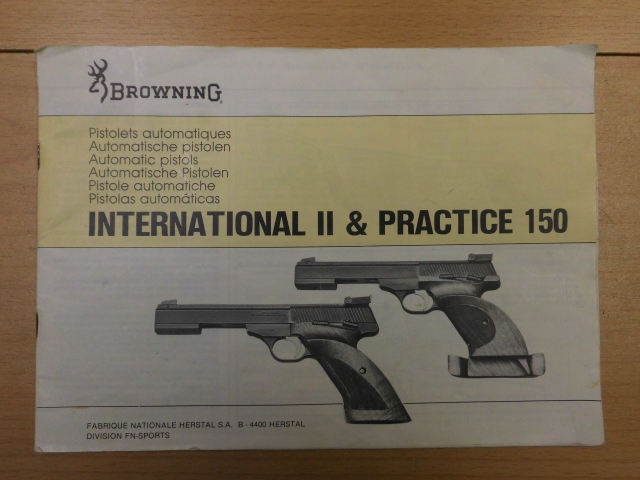 BROWNING
Pistolets automatiques
Automatische pistolen
Automatic pistols
Automatische Pistolen
Pistole automatiche
Pistolas automáticas
INTERNATIONAL II & PRACTICE 150
FABRIQUE NATIONALE HERSTAL S.A. B - 4400 HERSTAL
DIVISION FN-SPORTS